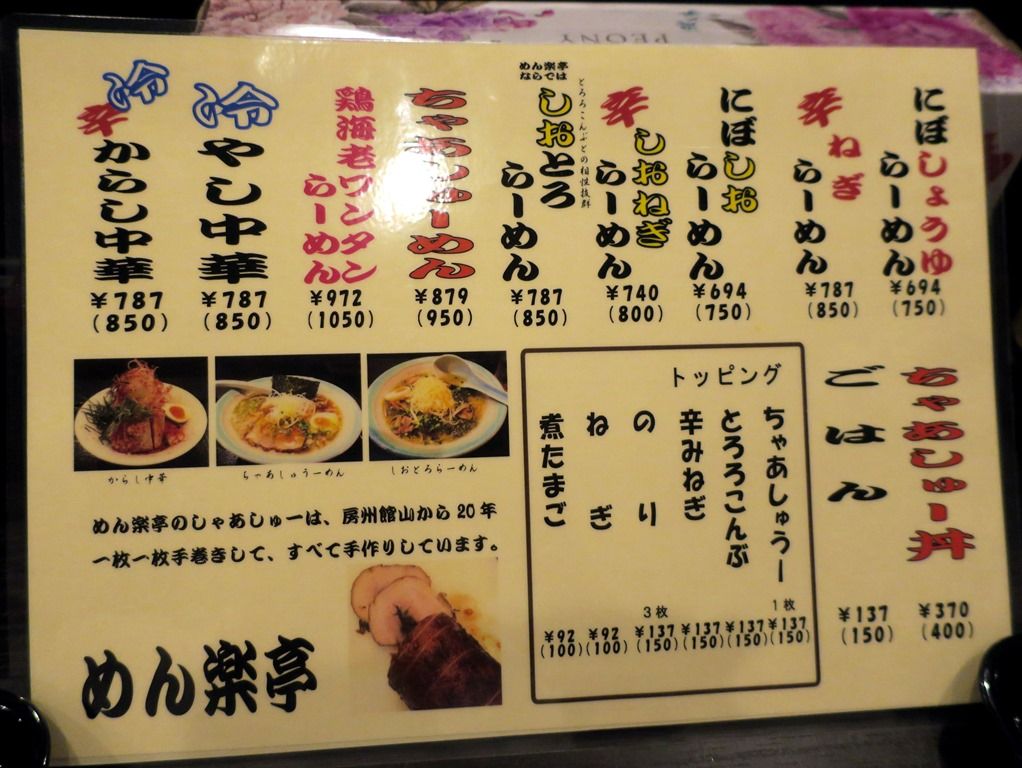 PEONY
にぼしょうゆ
らーめん
¥694
(750)
辛ねぎ
らーめん
¥787
(850)
にぼしお
らーめん
¥694
(750)
辛しおねぎ
らーめん
¥740
(800)
めん楽亭
ならでは
とろろこんぶとの相性抜群
しおとろ
らーめん
¥787
(850)
ちゃあしゅーめん
¥879
(950)
鶏海老ワンタン
らーめん
¥972
(1050)
冷やし中華
¥787
(850)
冷辛からし中華
¥787
(850)
ちゃあしゅー丼
¥370
(400)
ごはん
¥137
(150)
トッピング
ちゃあしゅうー
1枚
¥137
(150)
とろろこんぶ
¥137
(150)
辛みねぎ
¥137
(150)
のり
3枚
¥137
(150)
ねぎ
¥92
(100)
煮たまご
¥92
(100)
からし中華
ちゃあしゅうーめん
しおとろらーめん
めん楽亭のしゃあしゅーは、房州館山から20年
一枚一枚手巻きして、すべて手作りしています。
めん楽亭